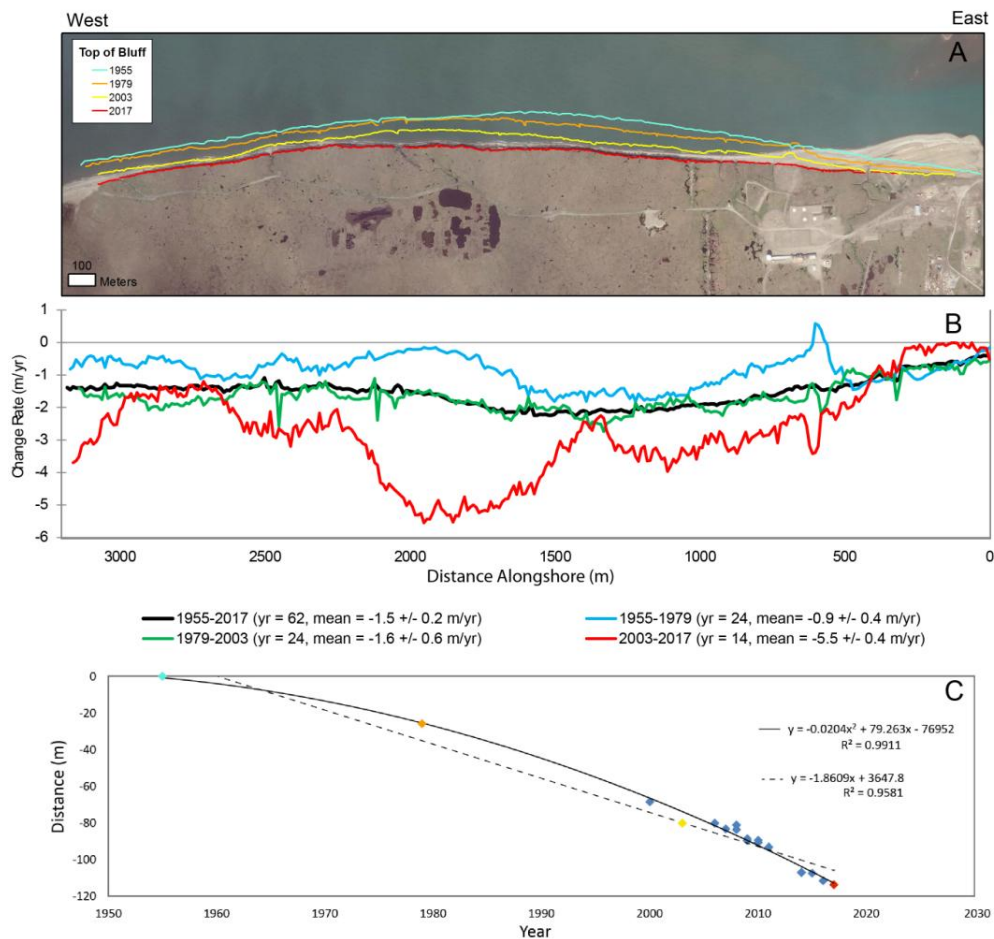 West East
A
Top of Bluff
1955
1979
2003
2017
100
Meters
B
Change Rate (m/yr)
1
0
-1
-2
-3
-4
-5
-6
3000 2500 2000 1500 1000 500 0
Distance Alongshore (m)
1955-2017 (yr = 62, mean = -1.5 +/- 0.2 m/yr) 1955-1979 (yr = 24, mean= -0.9 +/- 0.4 m/yr)
1979-2003 (yr = 24, mean = -1.6 +/- 0.6 m/yr) 2003-2017 (yr = 14, mean = -5.5 +/- 0.4 m/yr)
C
Distance (m)
0
-20
-40
-60
-80
-100
-120
y = -0.0204x² + 79.263x - 76952
R² = 0.9911
y = -1.8609x + 3647.8
R² = 0.9581
1950 1960 1970 1980 1990 2000 2010 2020 2030
Year